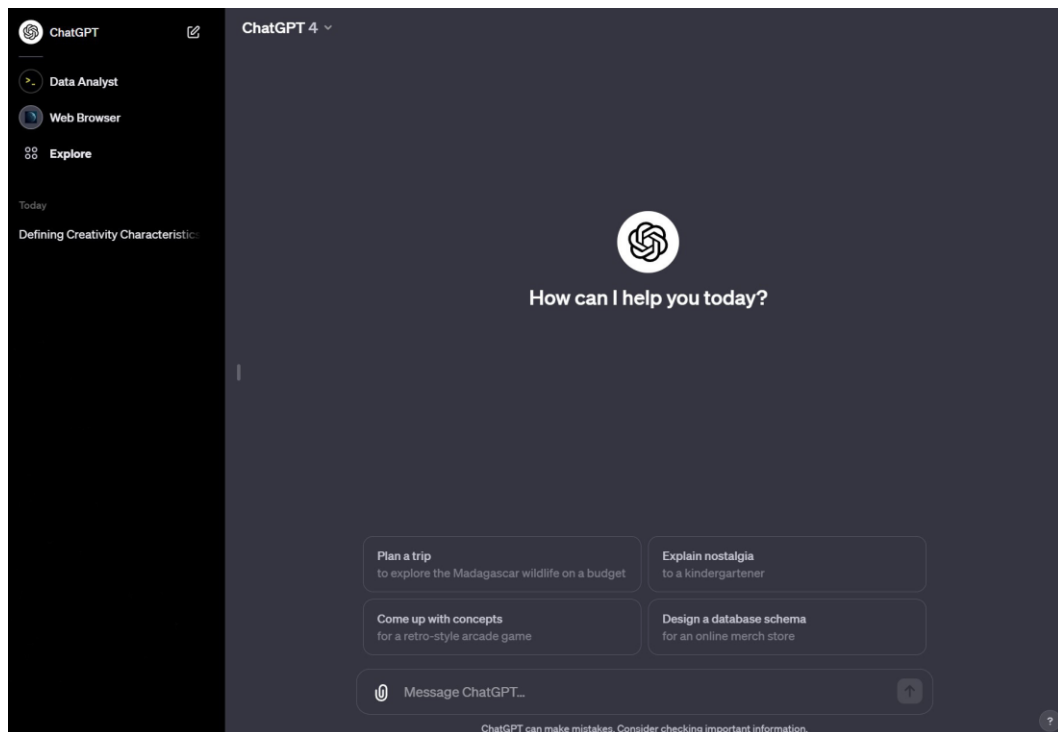 ChatGPT
Data Analyst
Web Browser
Explore
Today
Defining Creativity Characteristics
ChatGPT 4
How can I help you today?
Plan a trip
to explore the Madagascar wildlife on a budget
Explain nostalgia
to a kindergartener
Come up with concepts
for a retro-style arcade game
Design a database schema
for an online merch store
Message ChatGPT...
ChatGPT can make mistakes. Consider checking important information.
?